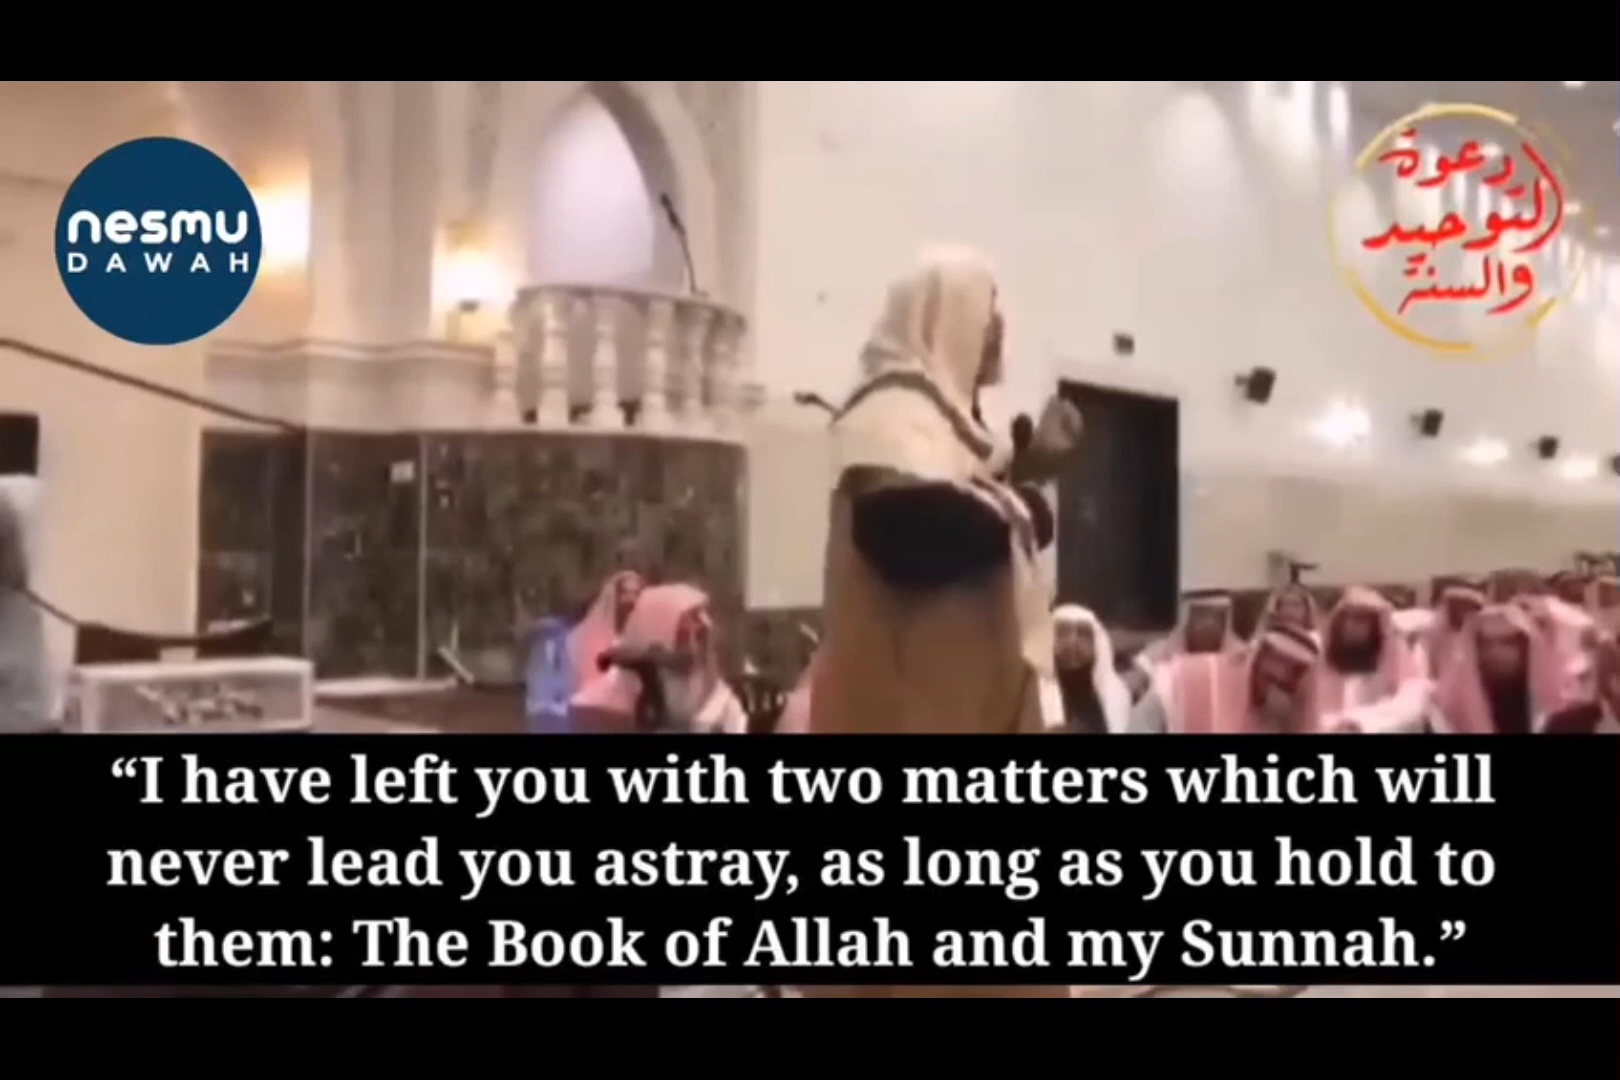 nesmu
DAWAH
دعوة
التوحيد
والسنة
“I have left you with two matters which will
never lead you astray, as long as you hold to
them: The Book of Allah and my Sunnah.”